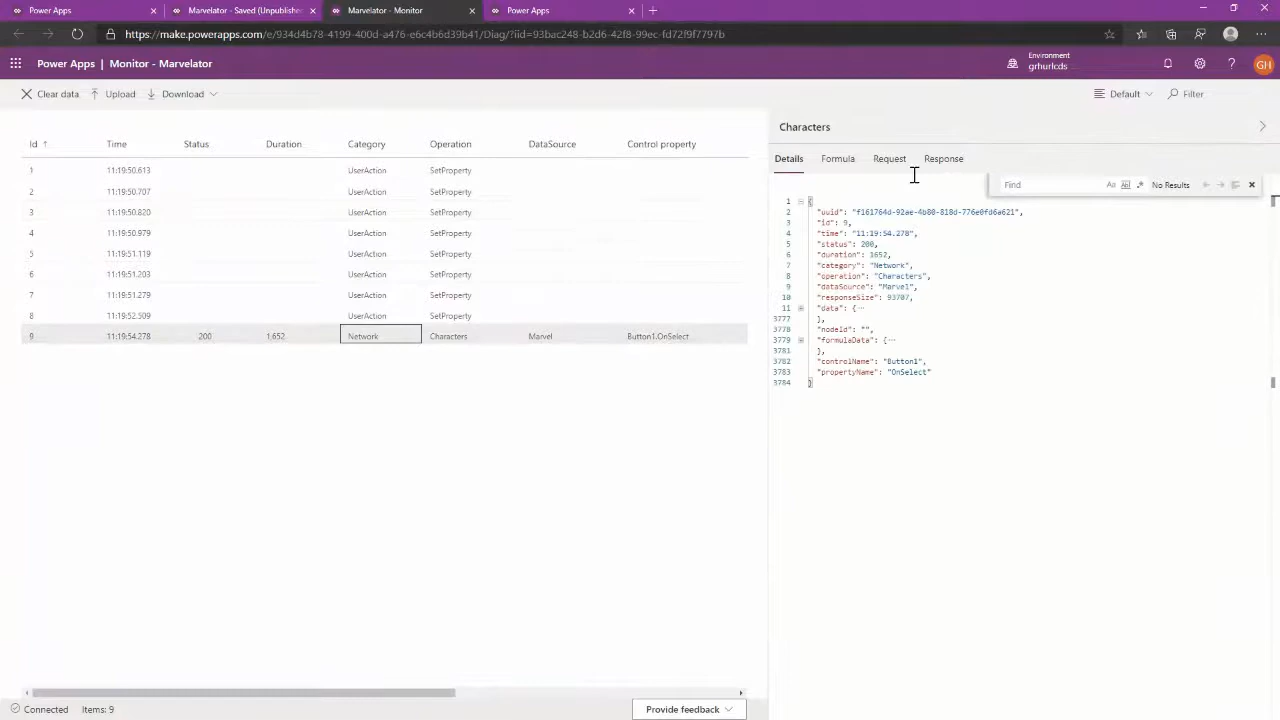 Power Apps
Marvelator - Saved (Unpublishe
Marvelator - Monitor
Power Apps
https://make.powerapps.com/e/934d4b78-4199-400d-a476-e6c4b6d39b41/Diag/?iid=93bac248-b2d6-42f8-99ec-fd72f9f7797b
Power Apps | Monitor - Marvelator
Environment
grhurlcds
GH
Clear data
Upload
Download
Default
Filter
Id Time Status Duration Category Operation DataSource Control property
1 11:19:50.613 UserAction SetProperty
2 11:19:50.707 UserAction SetProperty
3 11:19:50.820 UserAction SetProperty
4 11:19:50.979 UserAction SetProperty
5 11:19:51.119 UserAction SetProperty
6 11:19:51.203 UserAction SetProperty
7 11:19:51.279 UserAction SetProperty
8 11:19:52.509 UserAction SetProperty
9 11:19:54.278 200 1,652 Network Characters Marvel Button1.OnSelect
Characters
Details Formula Request Response
Find Aa Ab No Results
1 {
2 "uuid": "f161764d-92ae-4b80-818d-776e0fd6a621",
3 "id": 9,
4 "time": "11:19:54.278",
5 "status": 200,
6 "duration": 1652,
7 "category": "Network",
8 "operation": "Characters",
9 "dataSource": "Marvel",
10 "responseSize": 93707,
11 "data": {…
3777 },
3778 "nodeId": "",
3779 "formulaData": {…
3781 },
3782 "controlName": "Button1",
3783 "propertyName": "OnSelect"
3784 }
Connected Items: 9
Provide feedback